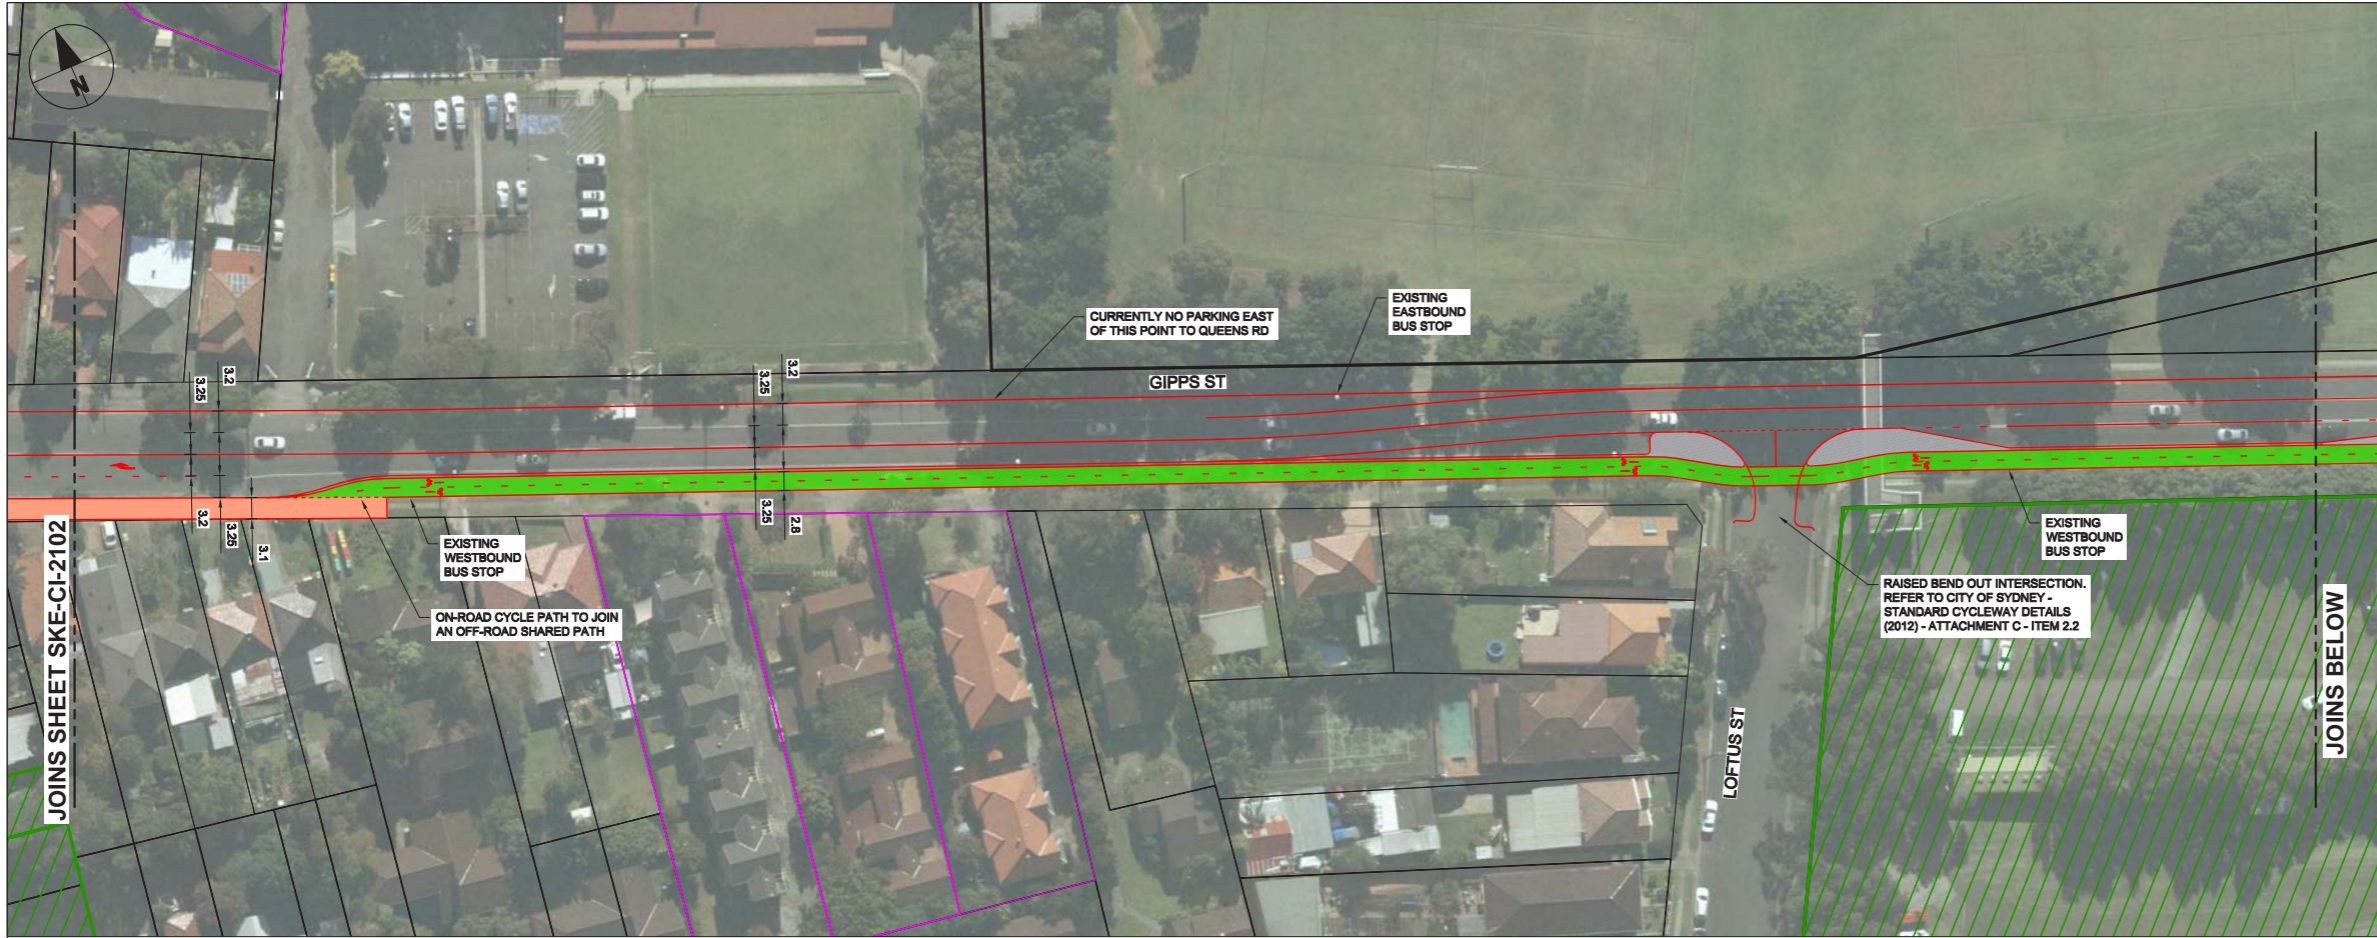 N
CURRENTLY NO PARKING EAST
OF THIS POINT TO QUEENS RD
EXISTING
EASTBOUND
BUS STOP
GIPPS ST
3.25
3.2
3.25
3.2
3.2
3.25
3.1
3.25
2.8
JOINS SHEET SKE-CI-2102
EXISTING
WESTBOUND
BUS STOP
ON-ROAD CYCLE PATH TO JOIN
AN OFF-ROAD SHARED PATH
EXISTING
WESTBOUND
BUS STOP
RAISED BEND OUT INTERSECTION.
REFER TO CITY OF SYDNEY -
STANDARD CYCLEWAY DETAILS
(2012) - ATTACHMENT C - ITEM 2.2
LOFTUS ST
JOINS BELOW